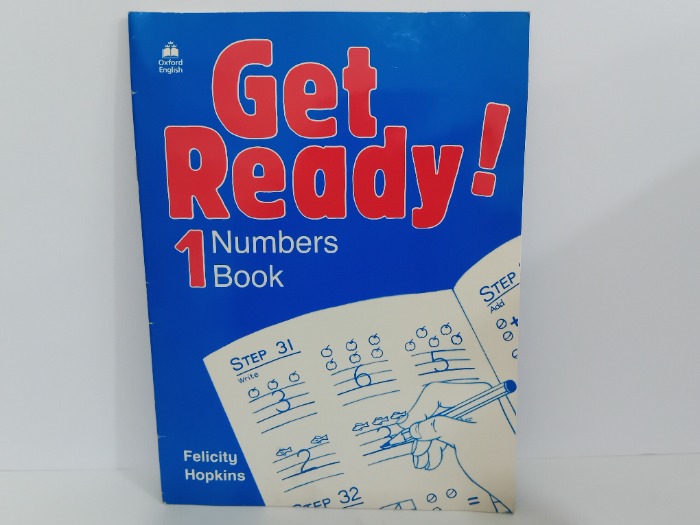 Oxford
English
Get
Ready!
1 Numbers
Book
STEP 31
Write
3
6
5
2
3
STEP
Add
+
STEP 32
=
Felicity
Hopkins